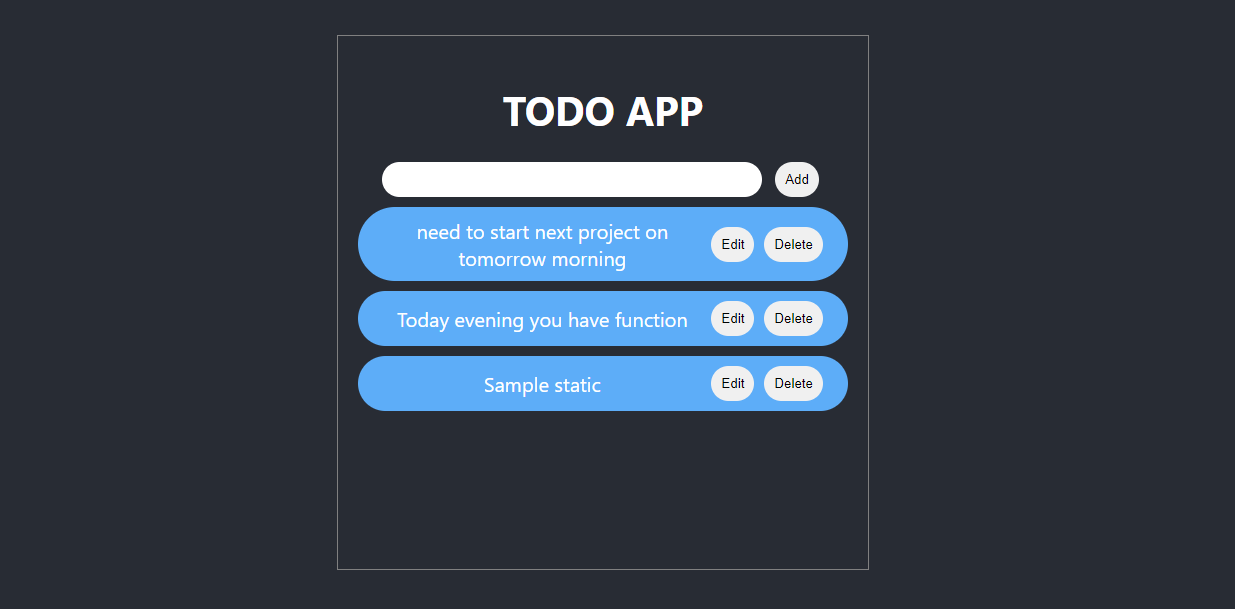 TODO APP
Add
need to start next project on
tomorrow morning
Edit
Delete
Today evening you have function
Edit
Delete
Sample static
Edit
Delete